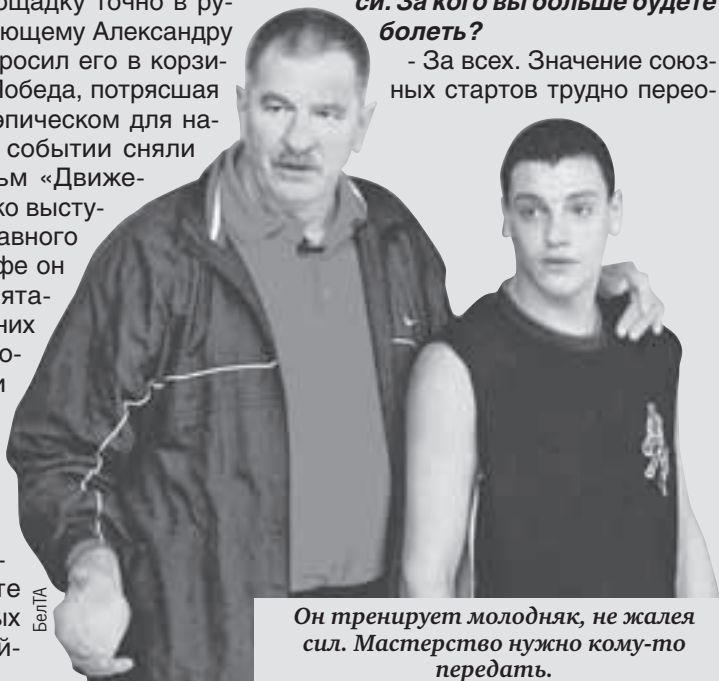 ощадку точно в ру-
ющему Александру
росил его в корзи-
Победа, потрясшая
эпическом для на-
событии сняли
ьм «Движе-
ко высту-
авного
фе он
ята-
них
о-
и
-
те
ых
й-
БелТА
си. За кого вы больше будете
болеть?
- За всех. Значение союз-
ных стартов трудно перео-
Он тренирует молодняк, не жалея
сил. Мастерство нужно кому-то
передать.